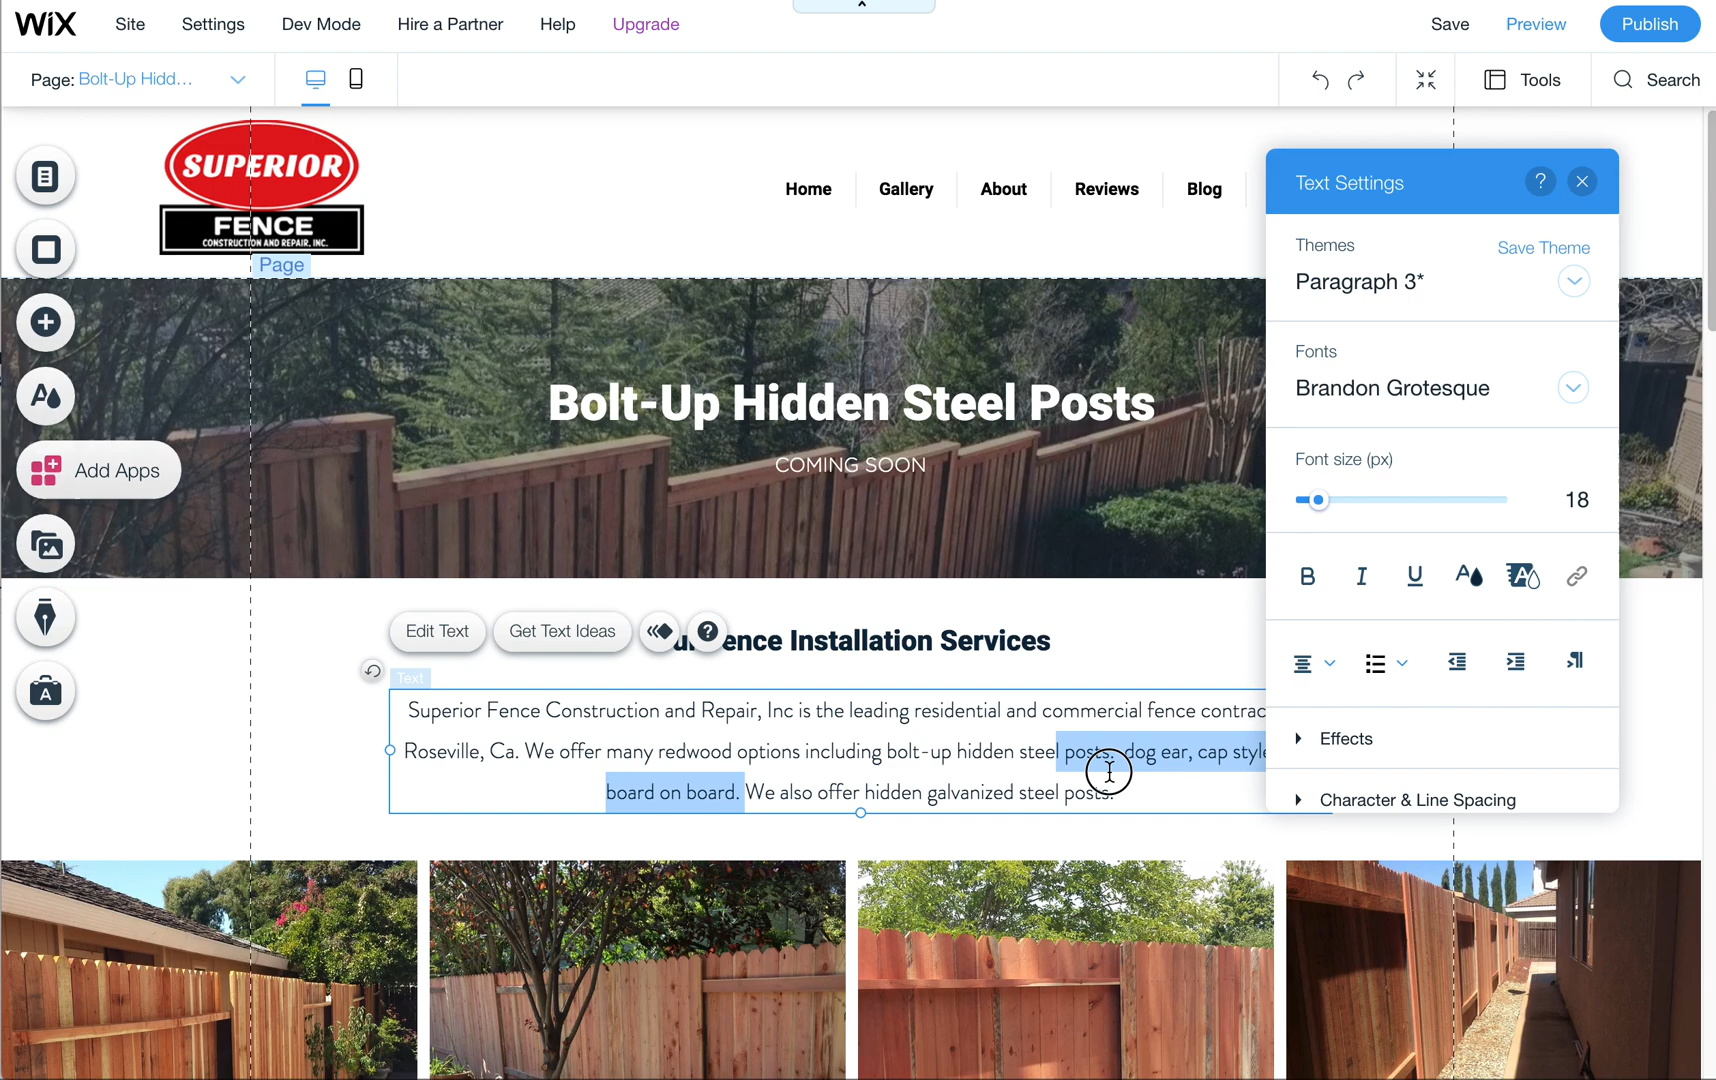 WiX
Site
Settings
Dev Mode
Hire a Partner
Help
Upgrade
Save
Preview
Publish
Page: Bolt-Up Hidd...
Tools
Search
SUPERIOR
FENCE
CONSTRUCTION AND REPAIR, INC.
Home
Gallery
About
Reviews
Blog
Page
Text Settings
?
Themes
Save Theme
Paragraph 3*
Fonts
Brandon Grotesque
Font size (px)
18
B I U A A
Effects
Character & Line Spacing
Add Apps
Bolt-Up Hidden Steel Posts
COMING SOON
Edit Text
Get Text Ideas
?
ence Installation Services
Text
Superior Fence Construction and Repair, Inc is the leading residential and commercial fence contrac
Roseville, Ca. We offer many redwood options including bolt-up hidden steel posts. dog ear, cap style
board on board. We also offer hidden galvanized steel posts.